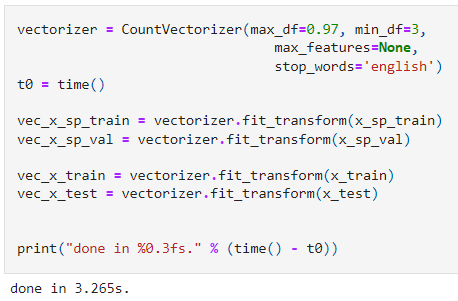 vectorizer = CountVectorizer(max_df=0.97, min_df=3,
max_features=None,
stop_words='english')
t0 = time()
vec_x_sp_train = vectorizer.fit_transform(x_sp_train)
vec_x_sp_val = vectorizer.fit_transform(x_sp_val)
vec_x_train = vectorizer.fit_transform(x_train)
vec_x_test = vectorizer.fit_transform(x_test)
print("done in %0.3fs." % (time() - t0))
done in 3.265s.